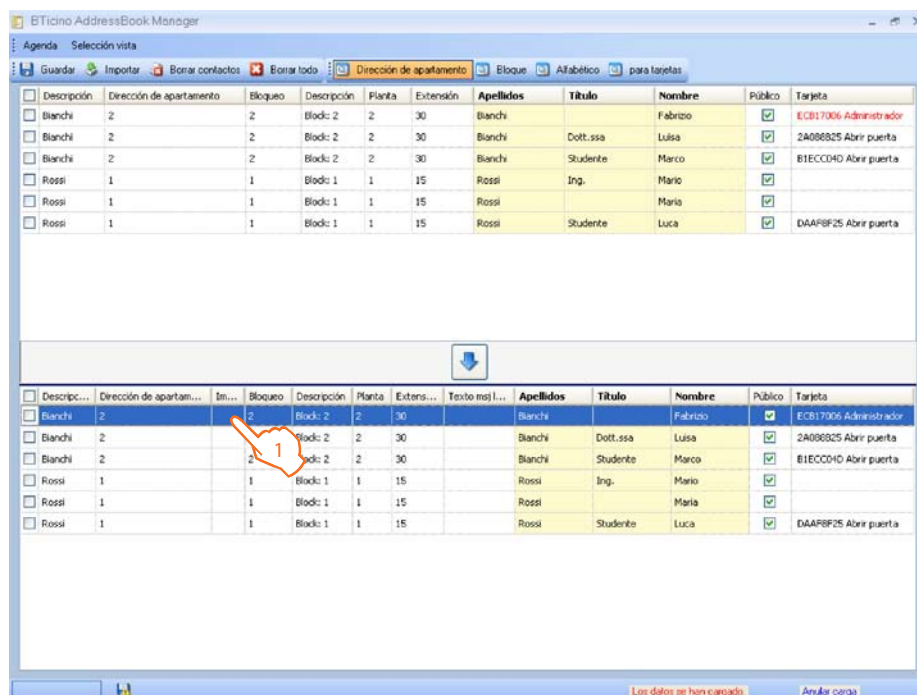 BTicino AddressBook Manager
Agenda Selección vista
Guardar Importar Borrar contactos Borrar todo Dirección de apartamento Bloque Alfabético para tarjetas
Descripción Dirección de apartamento Bloqueo Descripción Planta Extensión Apellidos Título Nombre Público Tarjeta
Bianchi 2 2 Block: 2 2 30 Bianchi Fabrizio ECB17006 Administrador
Bianchi 2 2 Block: 2 2 30 Bianchi Dott.ssa Luisa 2A088825 Abrir puerta
Bianchi 2 2 Block: 2 2 30 Bianchi Studente Marco B1ECC04D Abrir puerta
Rossi 1 1 Block: 1 1 15 Rossi Ing. Mario
Rossi 1 1 Block: 1 1 15 Rossi Maria
Rossi 1 1 Block: 1 1 15 Rossi Studente Luca DAAF8F25 Abrir puerta
Descripc... Dirección de apartam... Im... Bloqueo Descripción Planta Extens... Texto msj l... Apellidos Título Nombre Público Tarjeta
Bianchi 2 2 Block: 2 2 30 Bianchi Fabrizio ECB17006 Administrador
Bianchi 2 Block: 2 2 30 Bianchi Dott.ssa Luisa 2A088825 Abrir puerta
Bianchi 2 2 Block: 2 2 30 Bianchi Studente Marco B1ECC04D Abrir puerta
Rossi 1 1 Block: 1 1 15 Rossi Ing. Mario
Rossi 1 1 Block: 1 1 15 Rossi Maria
Rossi 1 1 Block: 1 1 15 Rossi Studente Luca DAAF8F25 Abrir puerta
1
Los datos se han cargado. Anular carga